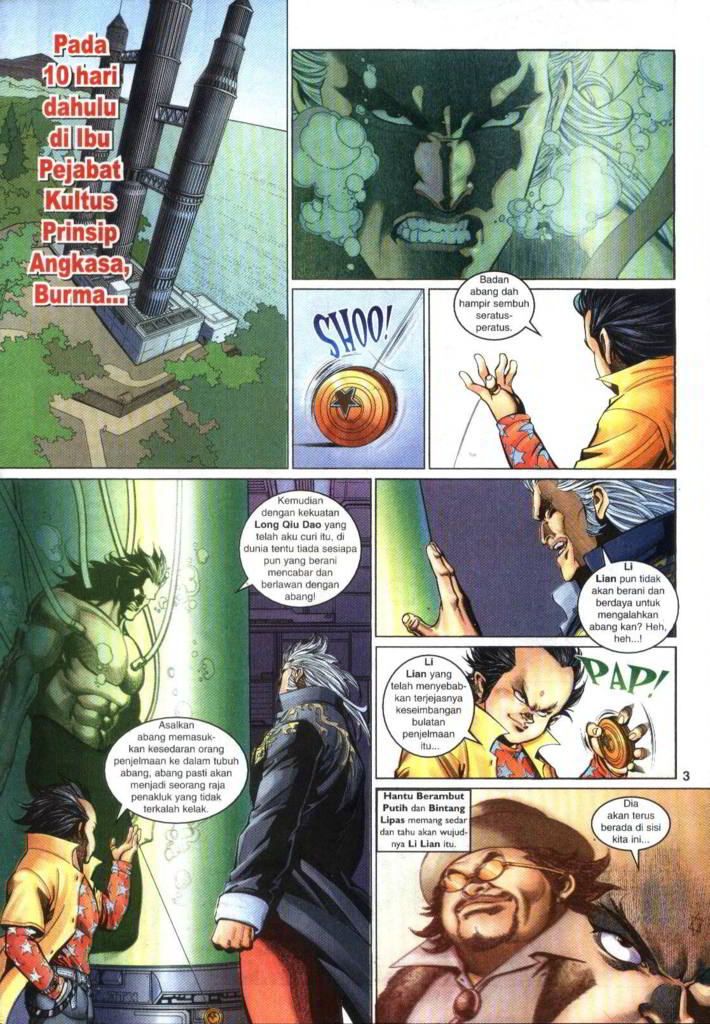 Pada
10 hari
dahulu
di Ibu
Pejabat
Kultus
Prinsip
Angkasa,
Burma...
SHOO!
Badan
abang dah
hampir sembuh
seratus-
peratus.
Kemudian
dengan kekuatan
Long Qiu Dao yang
telah aku curi itu, di
dunia tentu tiada sesiapa
pun yang berani
mencabar dan
berlawan dengan
abang!
Asalkan
abang memasuk-
kan kesedaran orang
penjelmaan ke dalam tubuh
abang, abang pasti akan
menjadi seorang raja
penakluk yang tidak
terkalah kelak.
Li
Lian pun tidak
akan berani dan
berdaya untuk
mengalahkan
abang kan? Heh,
heh...!
Li
Lian yang
telah menyebab-
kan terjejasnya
keseimbangan
bulatan
penjelmaan
itu...
PAP!
3
Hantu Berambut
Putih dan Bintang
Lipas memang sedar
dan tahu akan wujud-
nya Li Lian itu.
Dia
akan terus
berada di sisi
kita ini...